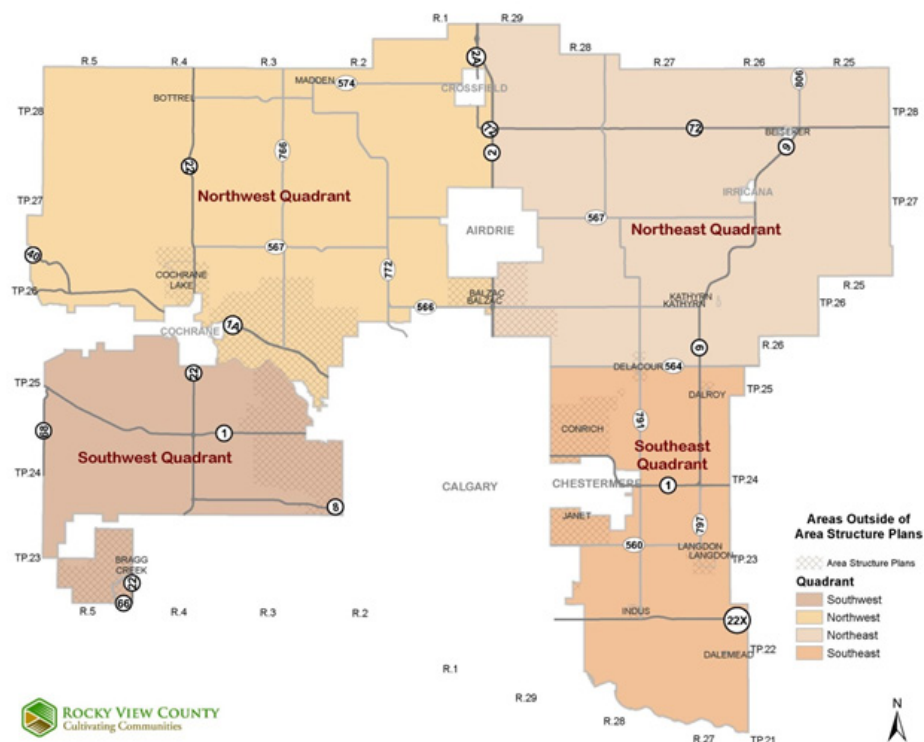 R.1
R.29
R.5
R.4
R.3
R.2
2A
R.28
R.27
R.26
R.25
MADDEN
574
CROSSFIELD
806
BOTTREL
TP.28
TP.28
72
2
BEISEKER
9
766
22
Northwest Quadrant
IRRICANA
TP.27
TP.27
567
AIRDRIE
Northeast Quadrant
567
40
772
COCHRANE
LAKE
R.25
TP.26
BALZAC
BALZAC
KATHYRN
KATHYRN
TP.26
566
COCHRANE
1A
9
R.26
DELACOUR
564
22
TP.25
TP.25
DALROY
791
CONRICH
1
Southeast
Quadrant
Southwest Quadrant
TP.24
TP.24
CALGARY
CHESTERMERE
1
8
JANET
797
Areas Outside of
Area Structure Plans
TP.23
560
LANGDON
LANGDON
TP.23
Area Structure Plans
BRAGG
CREEK
22
Quadrant
Southwest
66
R.5
R.4
R.3
R.2
INDUS
22X
Northwest
Northeast
TP.22
DALEMEAD
Southeast
R.1
R.29
ROCKY VIEW COUNTY
Cultivating Communities
R.28
R.27
TP.21
N